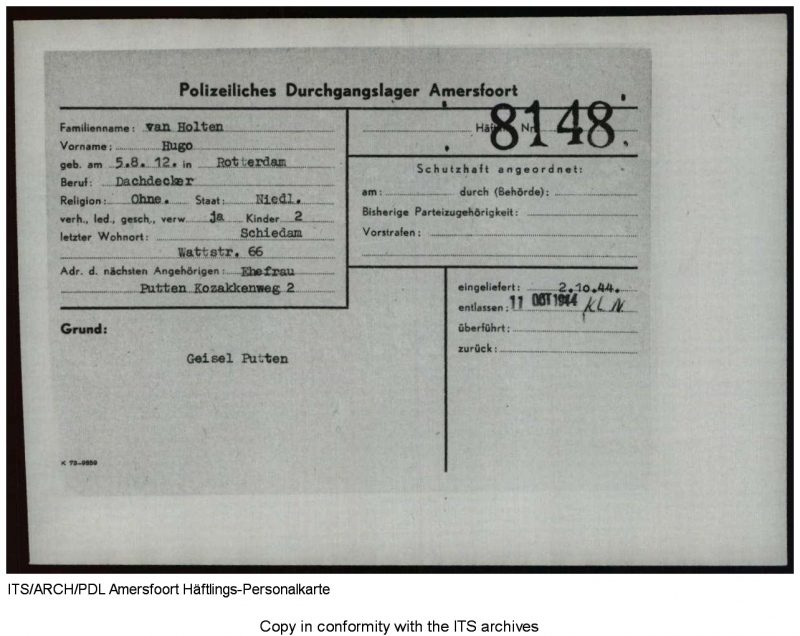 Polizeiliches Durchgangslager Amersfoort
Familienname: van Holten
Vorname: Hugo
geb. am 5.8. 12. in Rotterdam
Beruf: Dachdecker
Religion: Ohne. Staat: Niedl.
verh., led., gesch., verw ja Kinder 2
letzter Wohnort: Schiedam
Wattstr. 66
Adr. d. nächsten Angehörigen: Ehefrau
Putten Kozakkenweg 2
Häftl. Nr. 8148.
Schutzhaft angeordnet:
am: durch (Behörde):
Bisherige Parteizugehörigkeit:
Vorstrafen:
Grund:
Geisel Putten
eingeliefert: 2.10.44.
entlassen: 11 OCT 1944 K L N.
überführt:
zurück:
K 73-9859
ITS/ARCH/PDL Amersfoort Häftlings-Personalkarte
Copy in conformity with the ITS archives